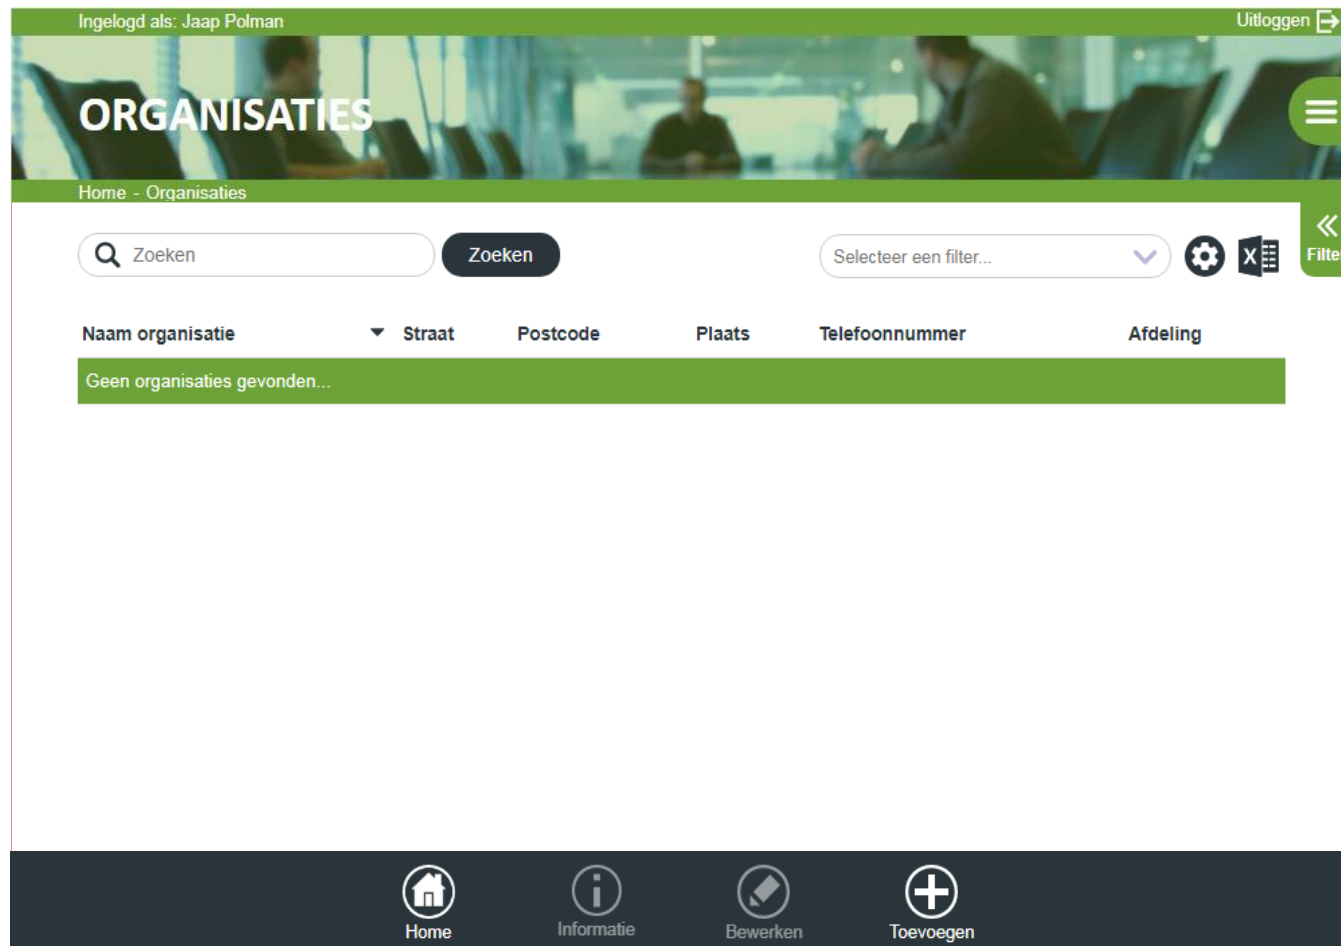 Ingelogd als: Jaap Polman Uitloggen
ORGANISATIES
Home - Organisaties
Zoeken Zoeken Selecteer een filter... Filter
Naam organisatie Straat Postcode Plaats Telefoonnummer Afdeling
Geen organisaties gevonden...
Home Informatie Bewerken Toevoegen